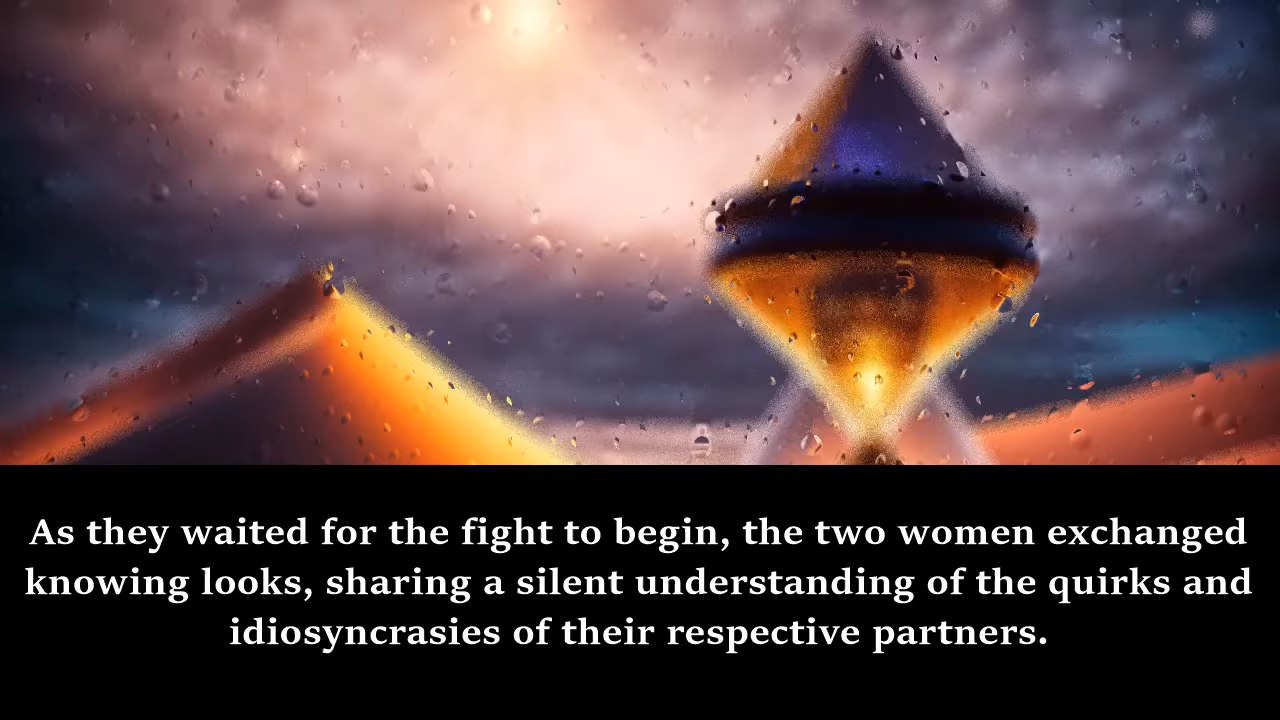 As they waited for the fight to begin, the two women exchanged
knowing looks, sharing a silent understanding of the quirks and
idiosyncrasies of their respective partners.